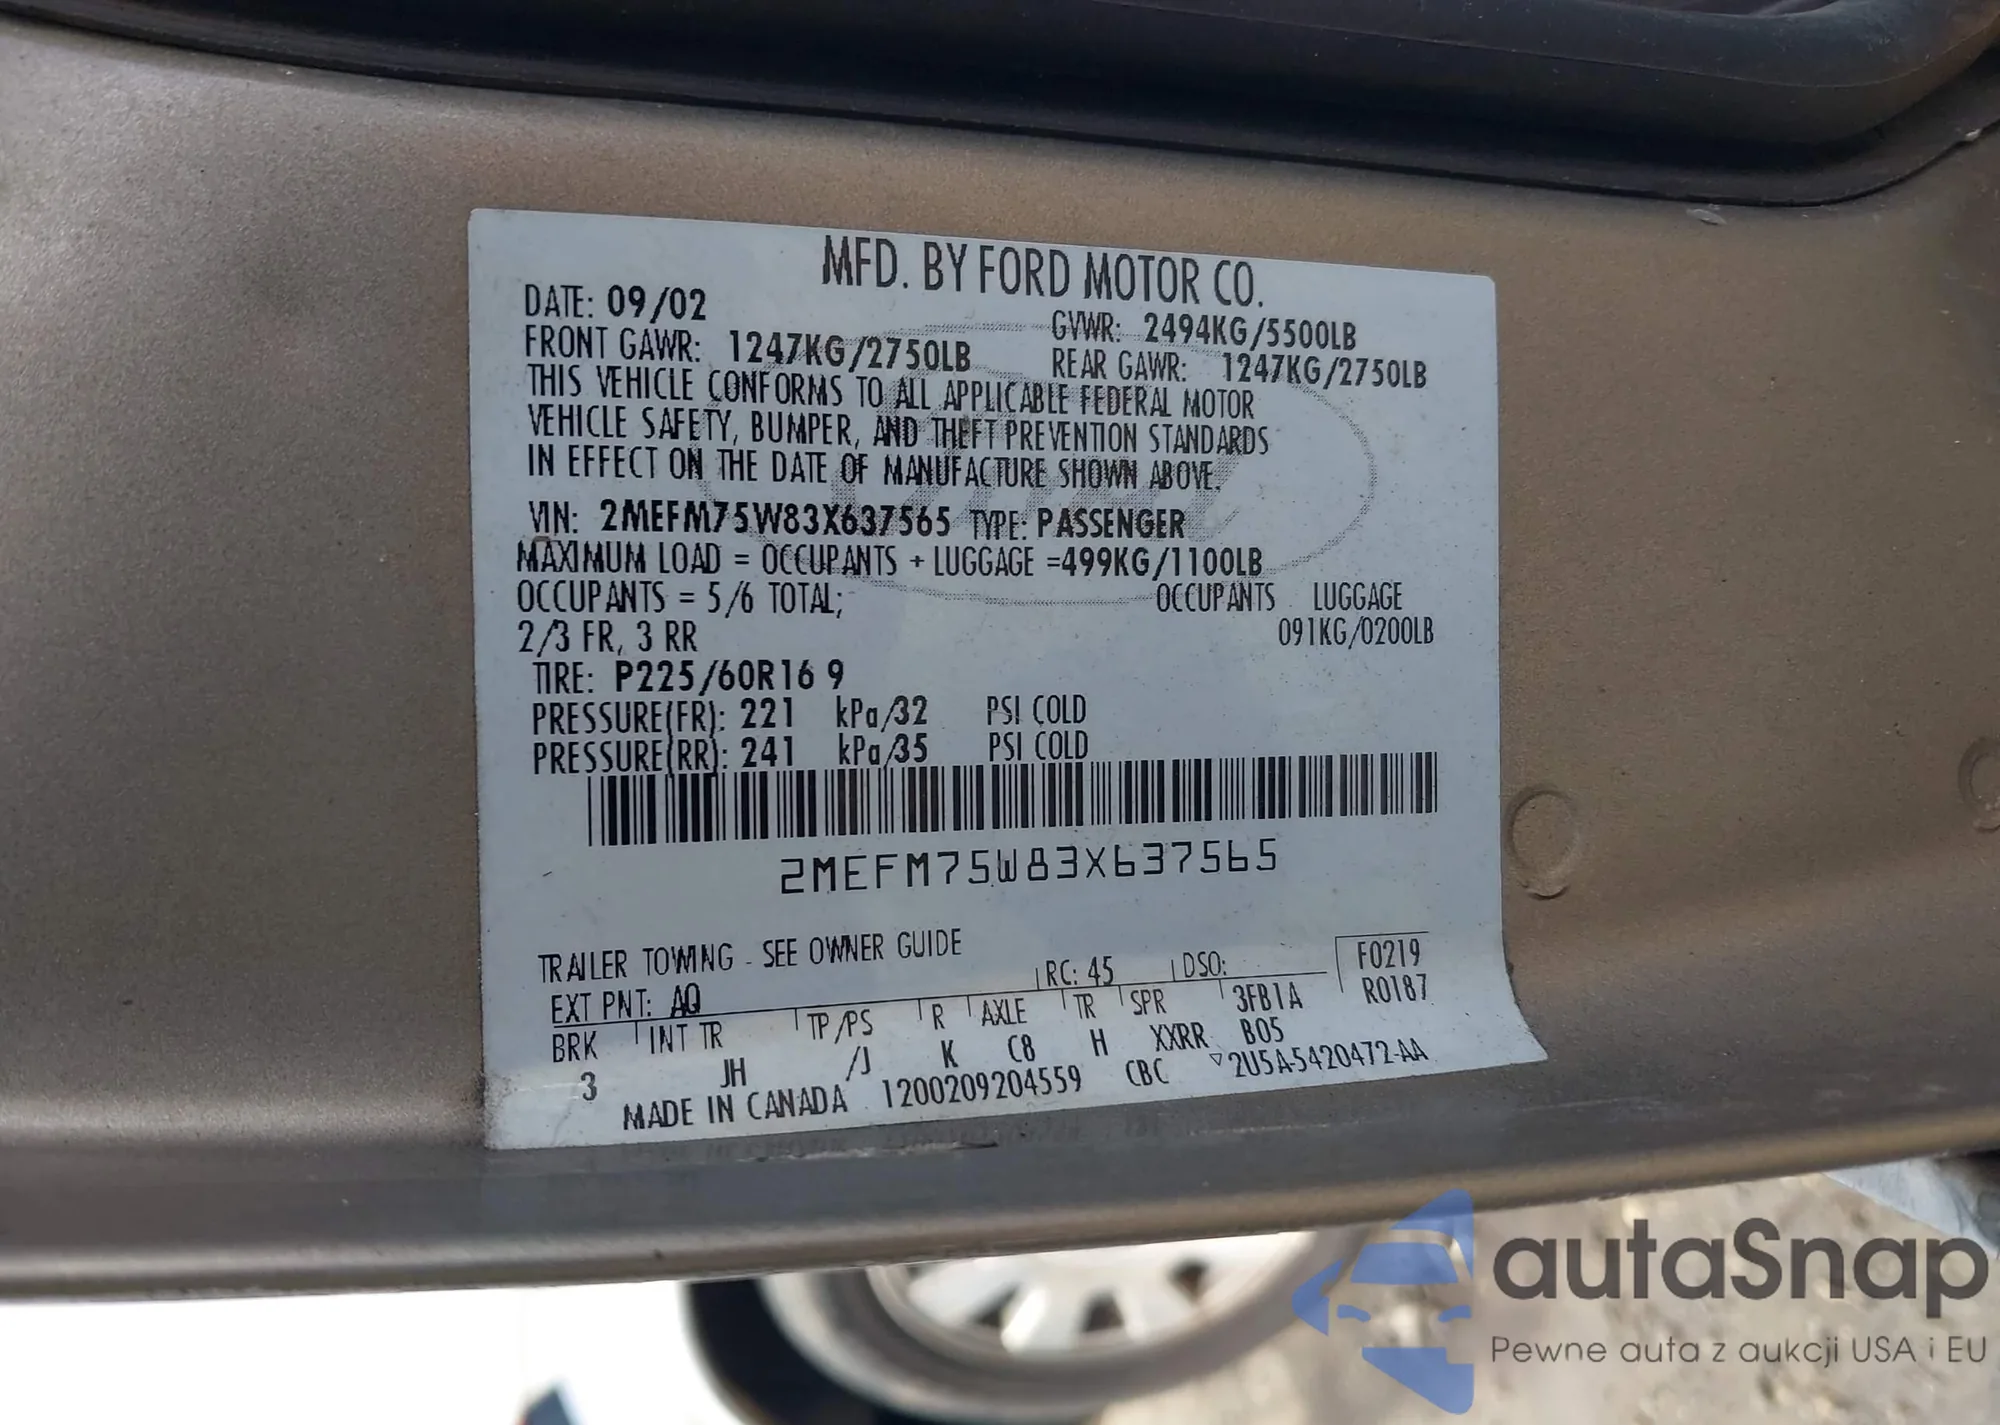 MFD. BY FORD MOTOR CO.
DATE: 09/02 GVWR: 2494KG/5500LB
FRONT GAWR: 1247KG/2750LB REAR GAWR: 1247KG/2750LB
THIS VEHICLE CONFORMS TO ALL APPLICABLE FEDERAL MOTOR
VEHICLE SAFETY, BUMPER, AND THEFT PREVENTION STANDARDS
IN EFFECT ON THE DATE OF MANUFACTURE SHOWN ABOVE.
VIN: 2MEFM75W83X637565 TYPE: PASSENGER
MAXIMUM LOAD = OCCUPANTS + LUGGAGE =499KG/1100LB
OCCUPANTS = 5/6 TOTAL; OCCUPANTS LUGGAGE
2/3 FR, 3 RR 091KG/0200LB
TIRE: P225/60R16 9
PRESSURE(FR): 221 kPa/32 PSI COLD
PRESSURE(RR): 241 kPa/35 PSI COLD
2MEFM75W83X637565
TRAILER TOWING - SEE OWNER GUIDE
EXT PNT: AQ RC: 45 DSO: F0219
BRK INT TR TP/PS R AXLE TR SPR 3FB1A R0187
3 JH /J K C8 H XXRR B05
MADE IN CANADA 1200209204559 CBC ▽2U5A-5420472-AA
autaSnap
Pewne auta z aukcji USA i EU